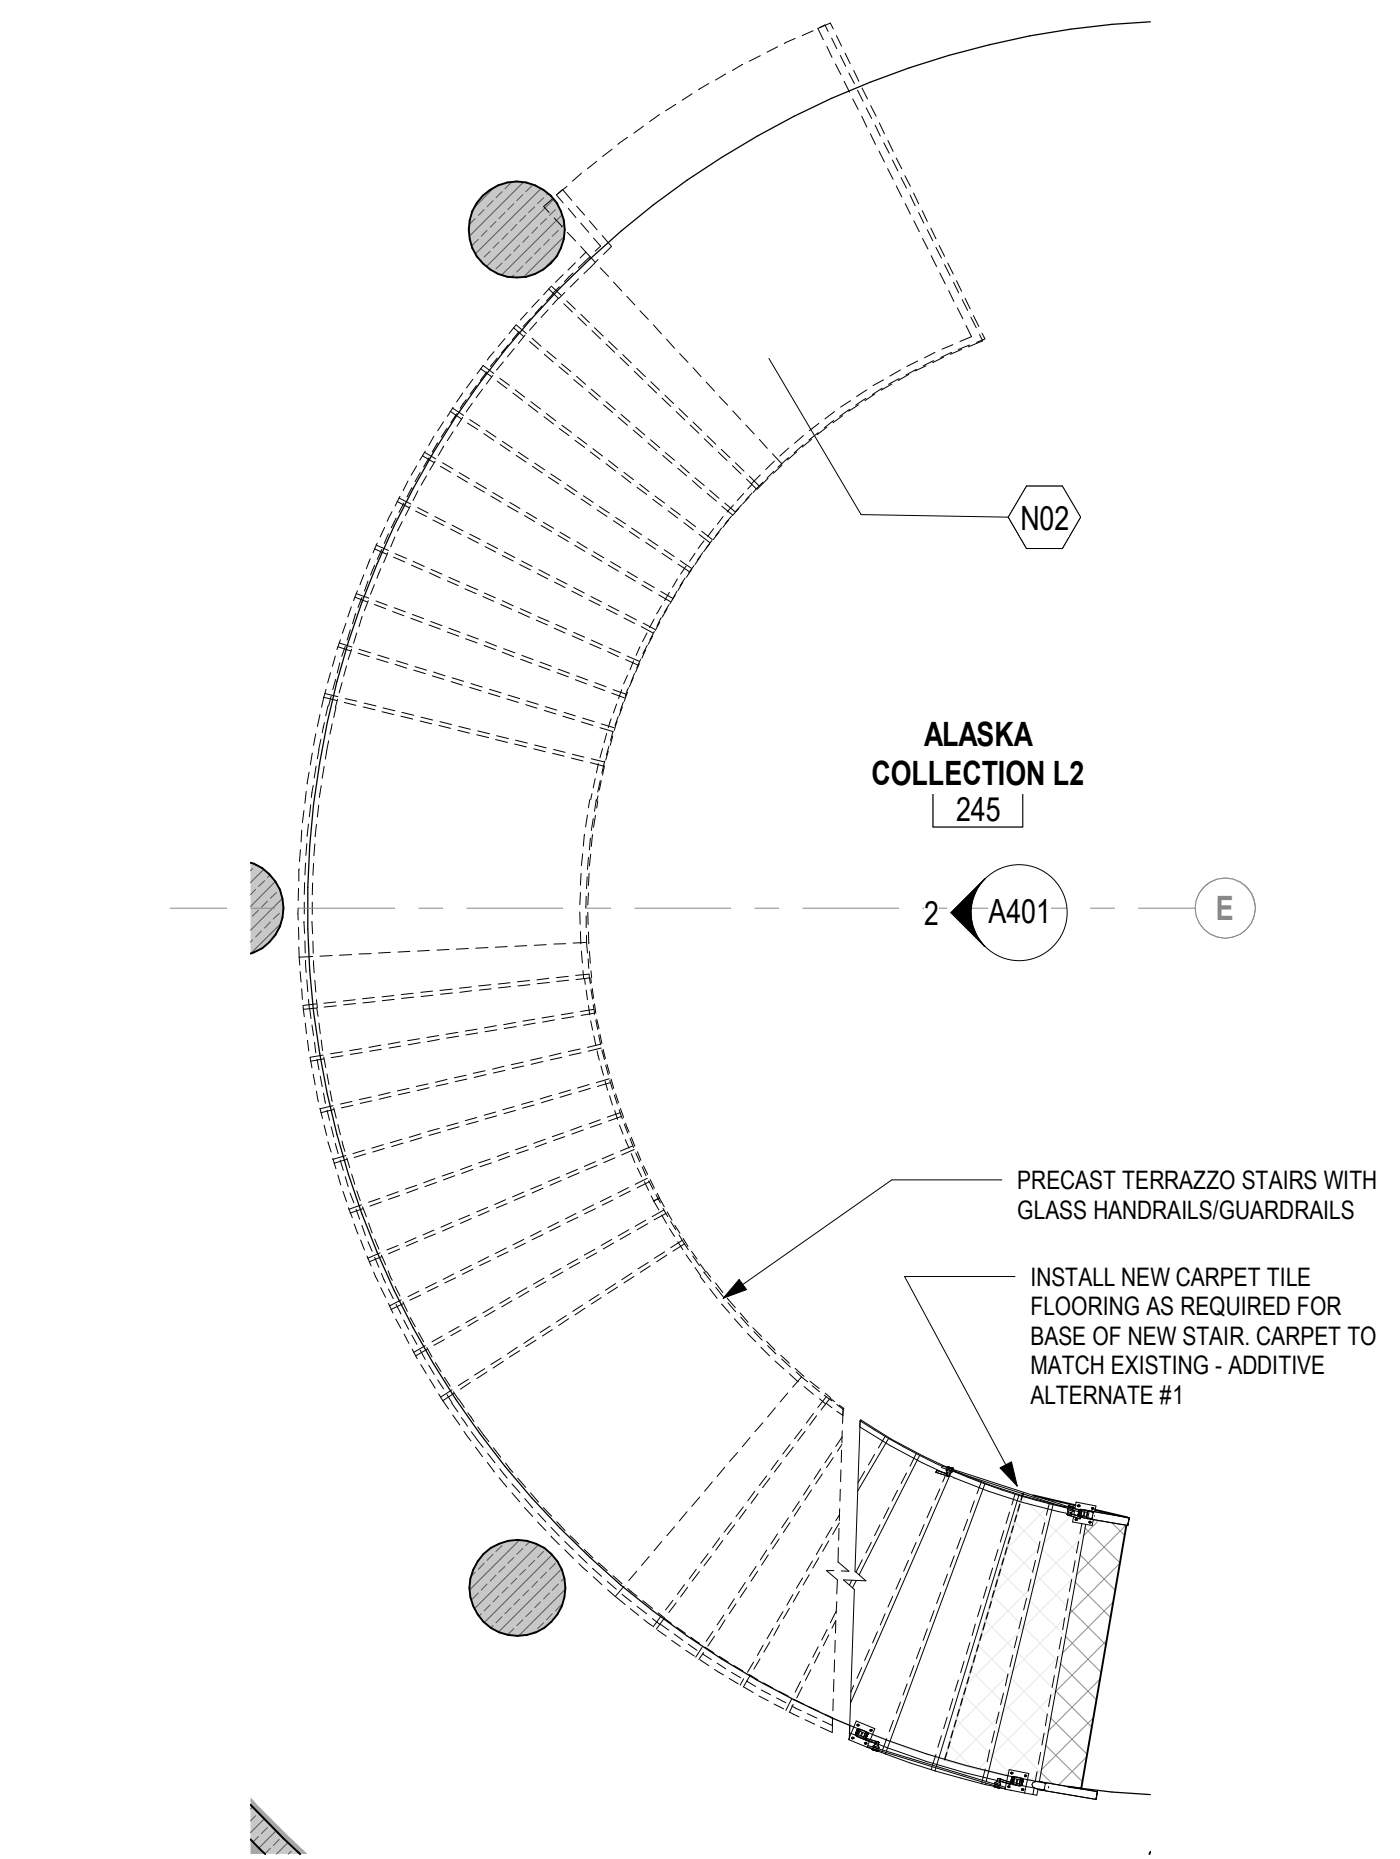 N02
ALASKA
COLLECTION L2
245
2
A401
E
PRECAST TERRAZZO STAIRS WITH
GLASS HANDRAILS/GUARDRAILS
INSTALL NEW CARPET TILE
FLOORING AS REQUIRED FOR
BASE OF NEW STAIR. CARPET TO
MATCH EXISTING - ADDITIVE
ALTERNATE #1